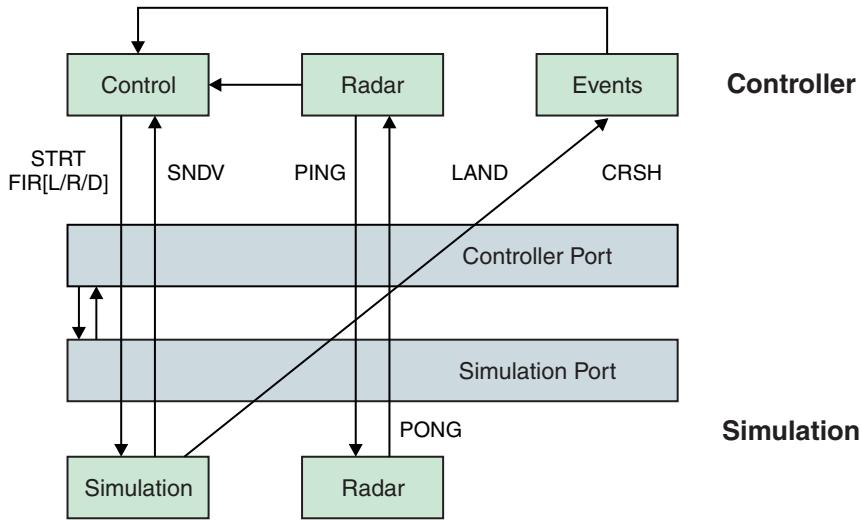 Control
Radar
Events
Controller
STRT
FIR[L/R/D]
SNDV
PING
LAND
CRSH
Controller Port
Simulation Port
PONG
Simulation
Simulation
Radar